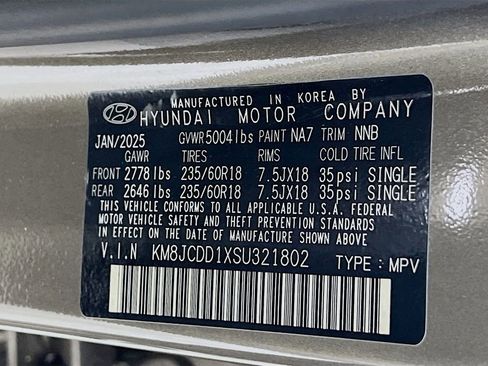 MANUFACTURED IN KOREA BY
HYUNDAI MOTOR COMPANY
JAN/2025 GVWR 5004 lbs PAINT NA7 TRIM NNB
GAWR TIRES RIMS COLD TIRE INFL
FRONT 2778 lbs 235/60R18 7.5JX18 35psi SINGLE
REAR 2646 lbs 235/60R18 7.5JX18 35psi SINGLE
THIS VEHICLE CONFORMS TO ALL APPLICABLE U.S.A. FEDERAL
MOTOR VEHICLE SAFETY AND THEFT PREVENTION STANDARDS
IN EFFECT ON THE DATE OF MANUFACTURE SHOWN ABOVE.
V.I.N KM8JCDD1XSU321802 TYPE : MPV